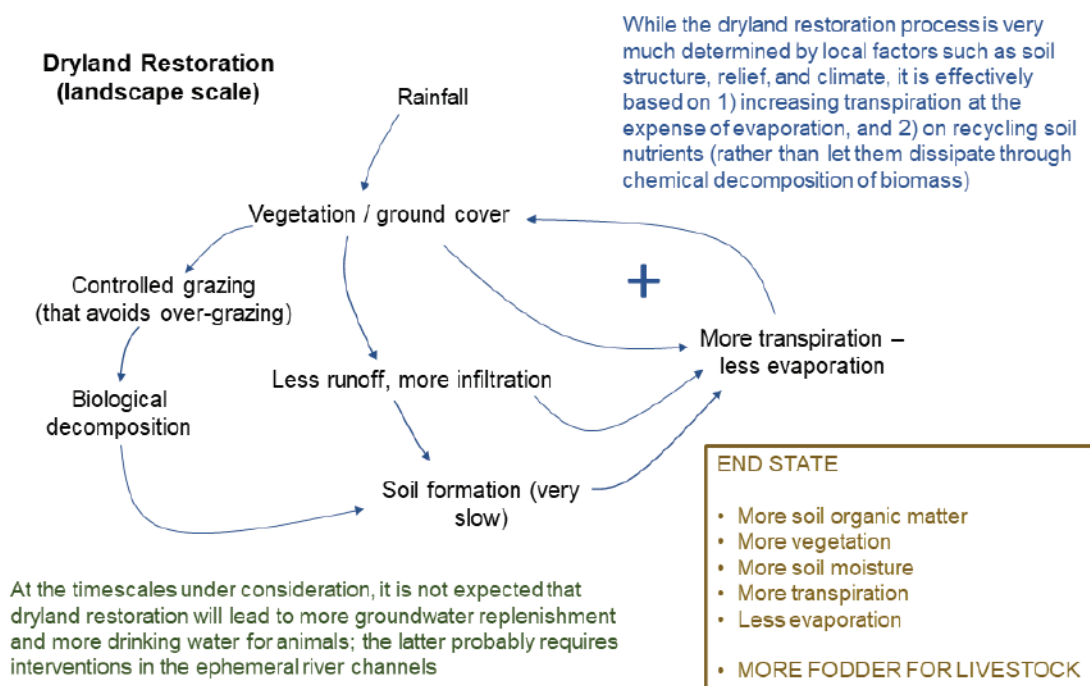 Dryland Restoration
(landscape scale)
While the dryland restoration process is very
much determined by local factors such as soil
structure, relief, and climate, it is effectively
based on 1) increasing transpiration at the
expense of evaporation, and 2) on recycling soil
nutrients (rather than let them dissipate through
chemical decomposition of biomass)
Rainfall
Vegetation / ground cover
Controlled grazing
(that avoids over-grazing)
+
More transpiration –
less evaporation
Less runoff, more infiltration
Biological
decomposition
Soil formation (very
slow)
END STATE
• More soil organic matter
• More vegetation
• More soil moisture
• More transpiration
• Less evaporation
• MORE FODDER FOR LIVESTOCK
At the timescales under consideration, it is not expected that
dryland restoration will lead to more groundwater replenishment
and more drinking water for animals; the latter probably requires
interventions in the ephemeral river channels